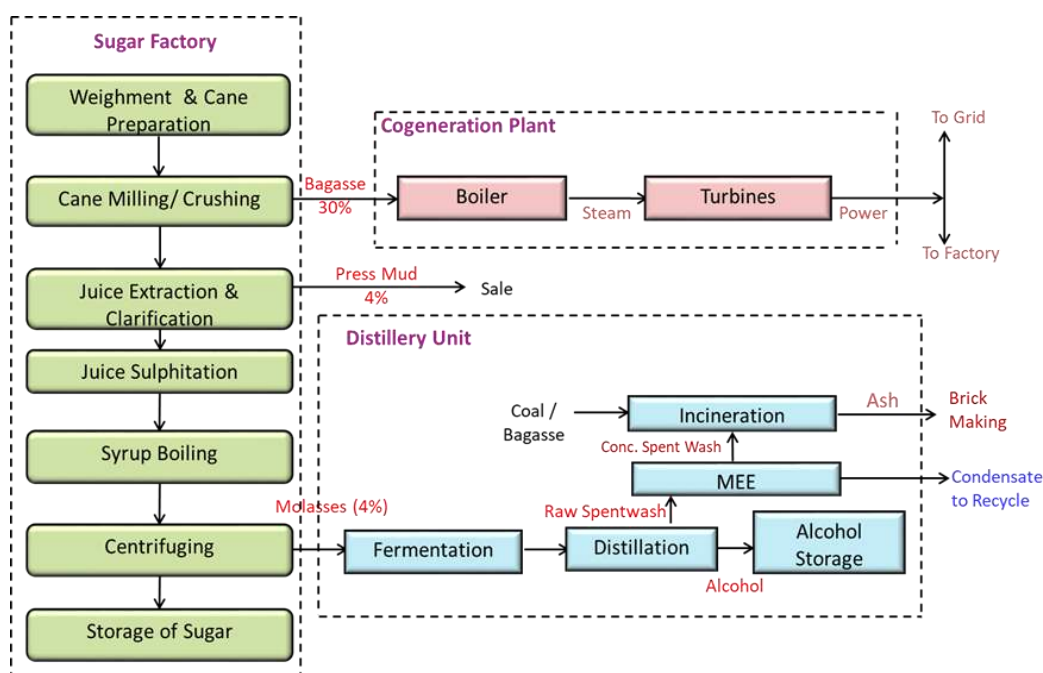 Sugar Factory
Weighment & Cane
Preparation
Cane Milling/ Crushing
Juice Extraction &
Clarification
Juice Sulphitation
Syrup Boiling
Centrifuging
Storage of Sugar
Bagasse
30%
Cogeneration Plant
Boiler
Steam
Turbines
Power
To Grid
To Factory
Press Mud
4%
Sale
Distillery Unit
Coal /
Bagasse
Incineration
Ash
Brick
Making
Conc. Spent Wash
MEE
Condensate
to Recycle
Molasses (4%)
Raw Spentwash
Fermentation
Distillation
Alcohol
Alcohol
Storage